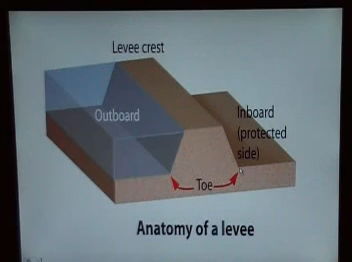 Levee crest
Outboard
Inboard
(protected
side)
Toe
Anatomy of a levee